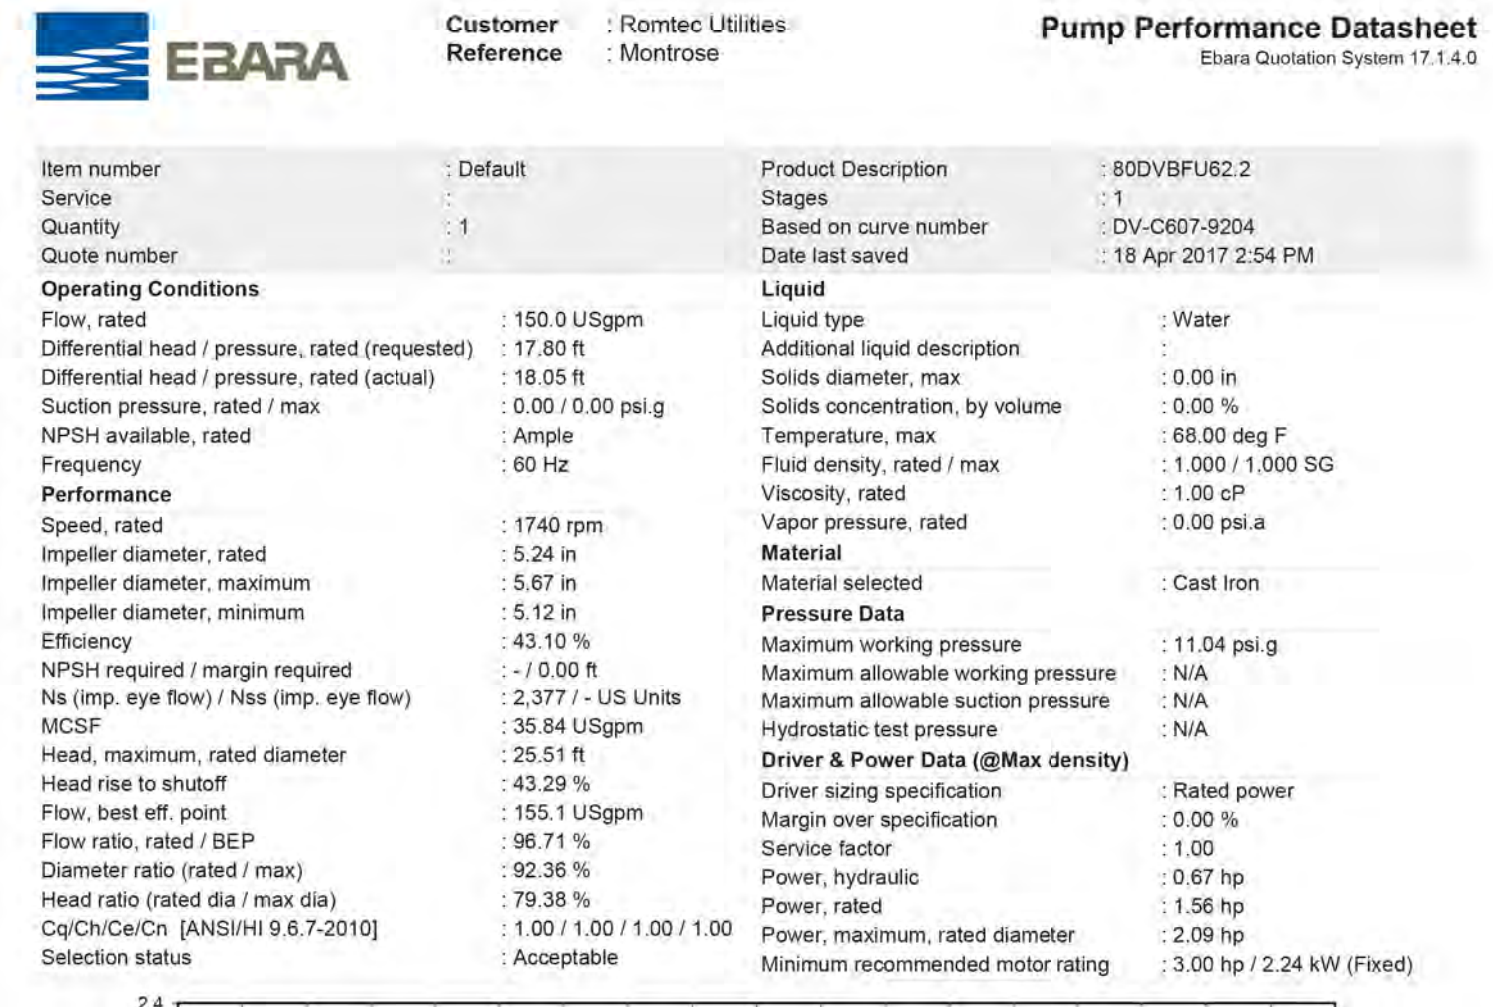 EBARA
Customer : Romtec Utilities
Reference : Montrose
Pump Performance Datasheet
Ebara Quotation System 17.1.4.0
Item number : Default
Service :
Quantity : 1
Quote number :
Product Description : 80DVBFU62.2
Stages : 1
Based on curve number : DV-C607-9204
Date last saved : 18 Apr 2017 2:54 PM
Operating Conditions
Flow, rated : 150.0 USgpm
Differential head / pressure, rated (requested) : 17.80 ft
Differential head / pressure, rated (actual) : 18.05 ft
Suction pressure, rated / max : 0.00 / 0.00 psi.g
NPSH available, rated : Ample
Frequency : 60 Hz
Performance
Speed, rated : 1740 rpm
Impeller diameter, rated : 5.24 in
Impeller diameter, maximum : 5.67 in
Impeller diameter, minimum : 5.12 in
Efficiency : 43.10 %
NPSH required / margin required : - / 0.00 ft
Ns (imp. eye flow) / Nss (imp. eye flow) : 2,377 / - US Units
MCSF : 35.84 USgpm
Head, maximum, rated diameter : 25.51 ft
Head rise to shutoff : 43.29 %
Flow, best eff. point : 155.1 USgpm
Flow ratio, rated / BEP : 96.71 %
Diameter ratio (rated / max) : 92.36 %
Head ratio (rated dia / max dia) : 79.38 %
Cq/Ch/Ce/Cn [ANSI/HI 9.6.7-2010] : 1.00 / 1.00 / 1.00 / 1.00
Selection status : Acceptable
Liquid
Liquid type : Water
Additional liquid description :
Solids diameter, max : 0.00 in
Solids concentration, by volume : 0.00 %
Temperature, max : 68.00 deg F
Fluid density, rated / max : 1.000 / 1.000 SG
Viscosity, rated : 1.00 cP
Vapor pressure, rated : 0.00 psi.a
Material
Material selected : Cast Iron
Pressure Data
Maximum working pressure : 11.04 psi.g
Maximum allowable working pressure : N/A
Maximum allowable suction pressure : N/A
Hydrostatic test pressure : N/A
Driver & Power Data (@Max density)
Driver sizing specification : Rated power
Margin over specification : 0.00 %
Service factor : 1.00
Power, hydraulic : 0.67 hp
Power, rated : 1.56 hp
Power, maximum, rated diameter : 2.09 hp
Minimum recommended motor rating : 3.00 hp / 2.24 kW (Fixed)
2.4